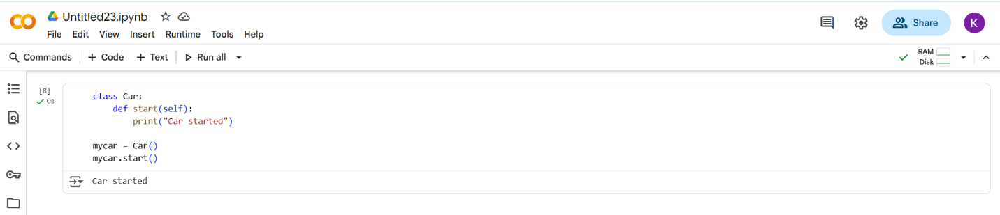 Untitled23.ipynb
File Edit View Insert Runtime Tools Help
Share
K
Commands + Code + Text Run all
RAM
Disk
[8]
0s
class Car:
    def start(self):
        print("Car started")
mycar = Car()
mycar.start()
Car started